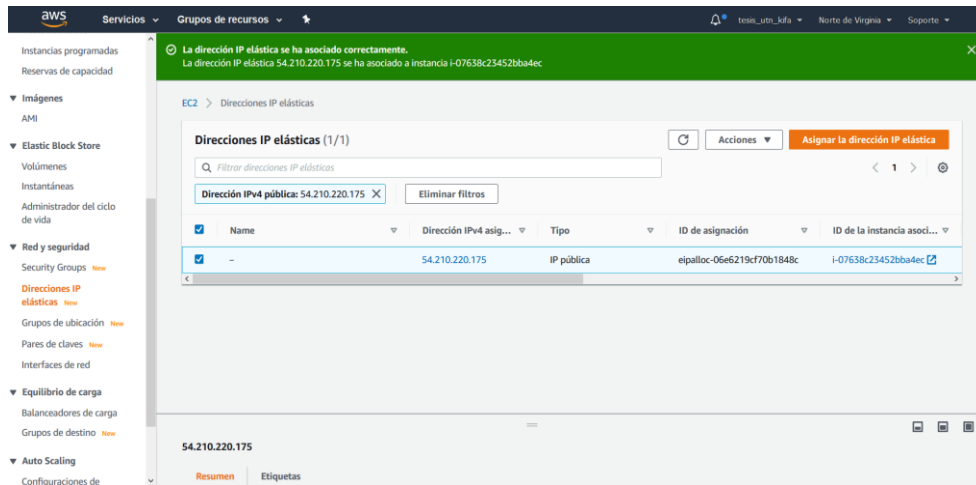 aws
Servicios
Grupos de recursos
tesis_utn_kifa
Norte de Virginia
Soporte
Instancias programadas
Reservas de capacidad
Imágenes
AMI
Elastic Block Store
Volúmenes
Instantáneas
Administrador del ciclo
de vida
Red y seguridad
Security Groups New
Direcciones IP
elásticas New
Grupos de ubicación New
Pares de claves New
Interfaces de red
Equilibrio de carga
Balanceadores de carga
Grupos de destino New
Auto Scaling
Configuraciones de
La dirección IP elástica se ha asociado correctamente.
La dirección IP elástica 54.210.220.175 se ha asociado a instancia i-07638c23452bba4ec
EC2 > Direcciones IP elásticas
Direcciones IP elásticas (1/1)
Acciones
Asignar la dirección IP elástica
Filtrar direcciones IP elásticas
< 1 >
Dirección IPv4 pública: 54.210.220.175 X
Eliminar filtros
Name Dirección IPv4 asig... Tipo ID de asignación ID de la instancia asoci...
– 54.210.220.175 IP pública eipalloc-06e6219cf70b1848c i-07638c23452bba4ec
54.210.220.175
Resumen Etiquetas